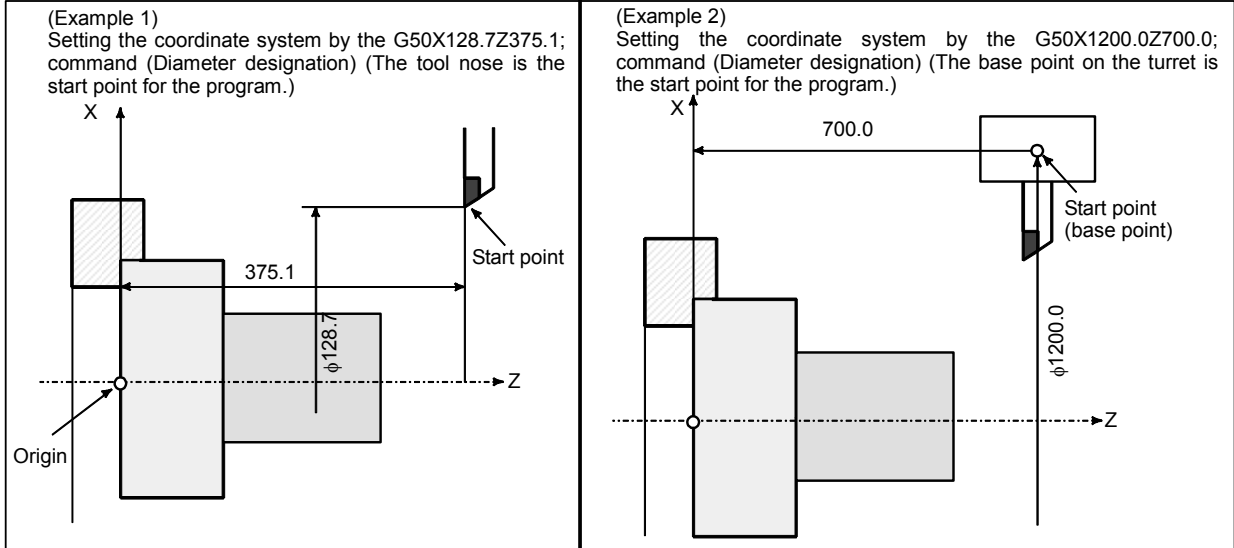 (Example 1)
Setting the coordinate system by the G50X128.7Z375.1;
command (Diameter designation) (The tool nose is the
start point for the program.)
X
Start point
375.1
ϕ128.7
Z
Origin
(Example 2)
Setting the coordinate system by the G50X1200.0Z700.0;
command (Diameter designation) (The base point on the turret is
the start point for the program.)
X
700.0
Start point
(base point)
ϕ1200.0
Z